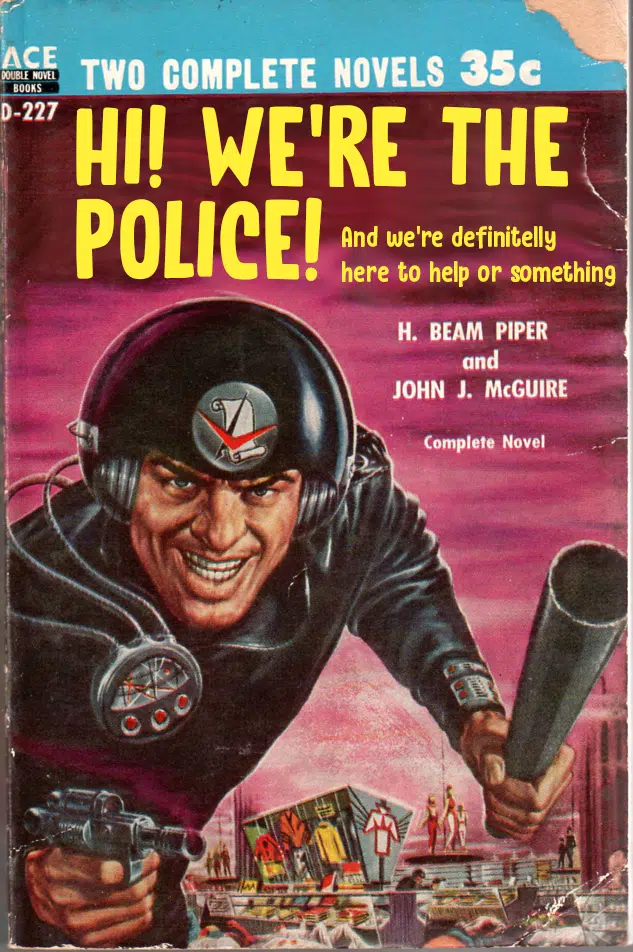 ACE
DOUBLE NOVEL
BOOKS
D-227
TWO COMPLETE NOVELS 35c
HI! WE'RE THE
POLICE!
And we're definitelly
here to help or something
H. BEAM PIPER
and
JOHN J. McGUIRE
Complete Novel